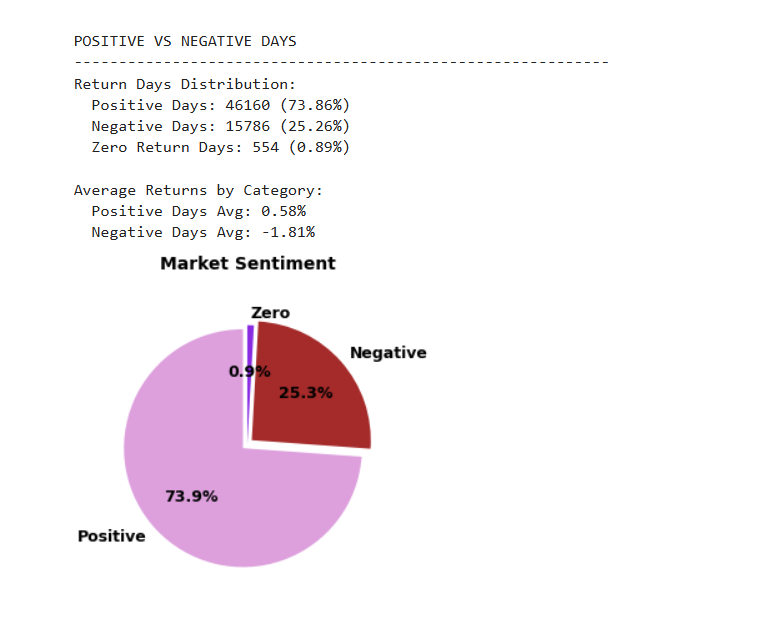 POSITIVE VS NEGATIVE DAYS
------------------------------------------------------------
Return Days Distribution:
Positive Days: 46160 (73.86%)
Negative Days: 15786 (25.26%)
Zero Return Days: 554 (0.89%)
Average Returns by Category:
Positive Days Avg: 0.58%
Negative Days Avg: -1.81%
Market Sentiment
Zero
Negative
0.9%
25.3%
73.9%
Positive